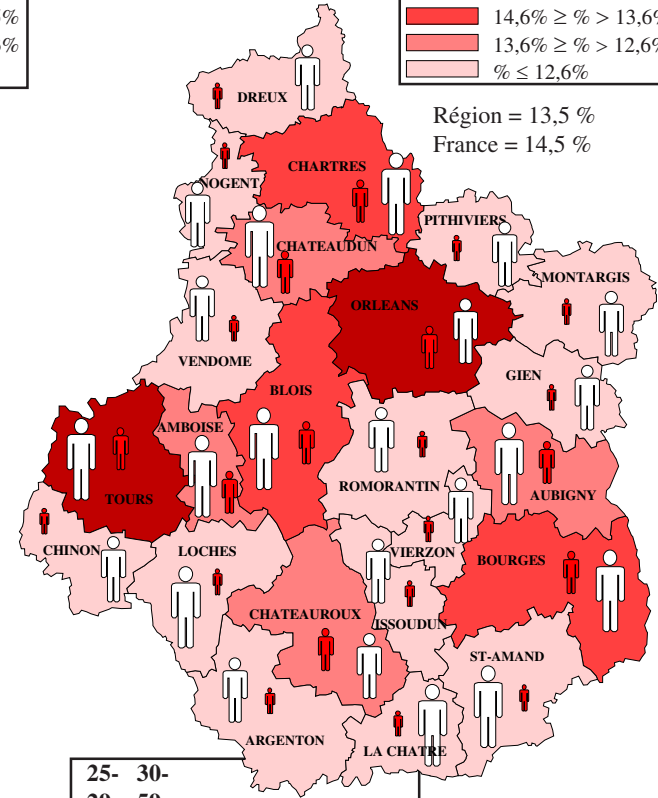 %
%
14,6% ≥ % > 13,6%
13,6% ≥ % > 12,6%
% ≤ 12,6%
Région = 13,5 %
France = 14,5 %
DREUX
CHARTRES
NOGENT
PITHIVIERS
CHATEAUDUN
MONTARGIS
ORLEANS
VENDOME
GIEN
BLOIS
AMBOISE
ROMORANTIN
AUBIGNY
TOURS
CHINON
LOCHES
VIERZON
BOURGES
CHATEAUROUX
ISSOUDUN
ST-AMAND
ARGENTON
LA CHATRE
25- 30-